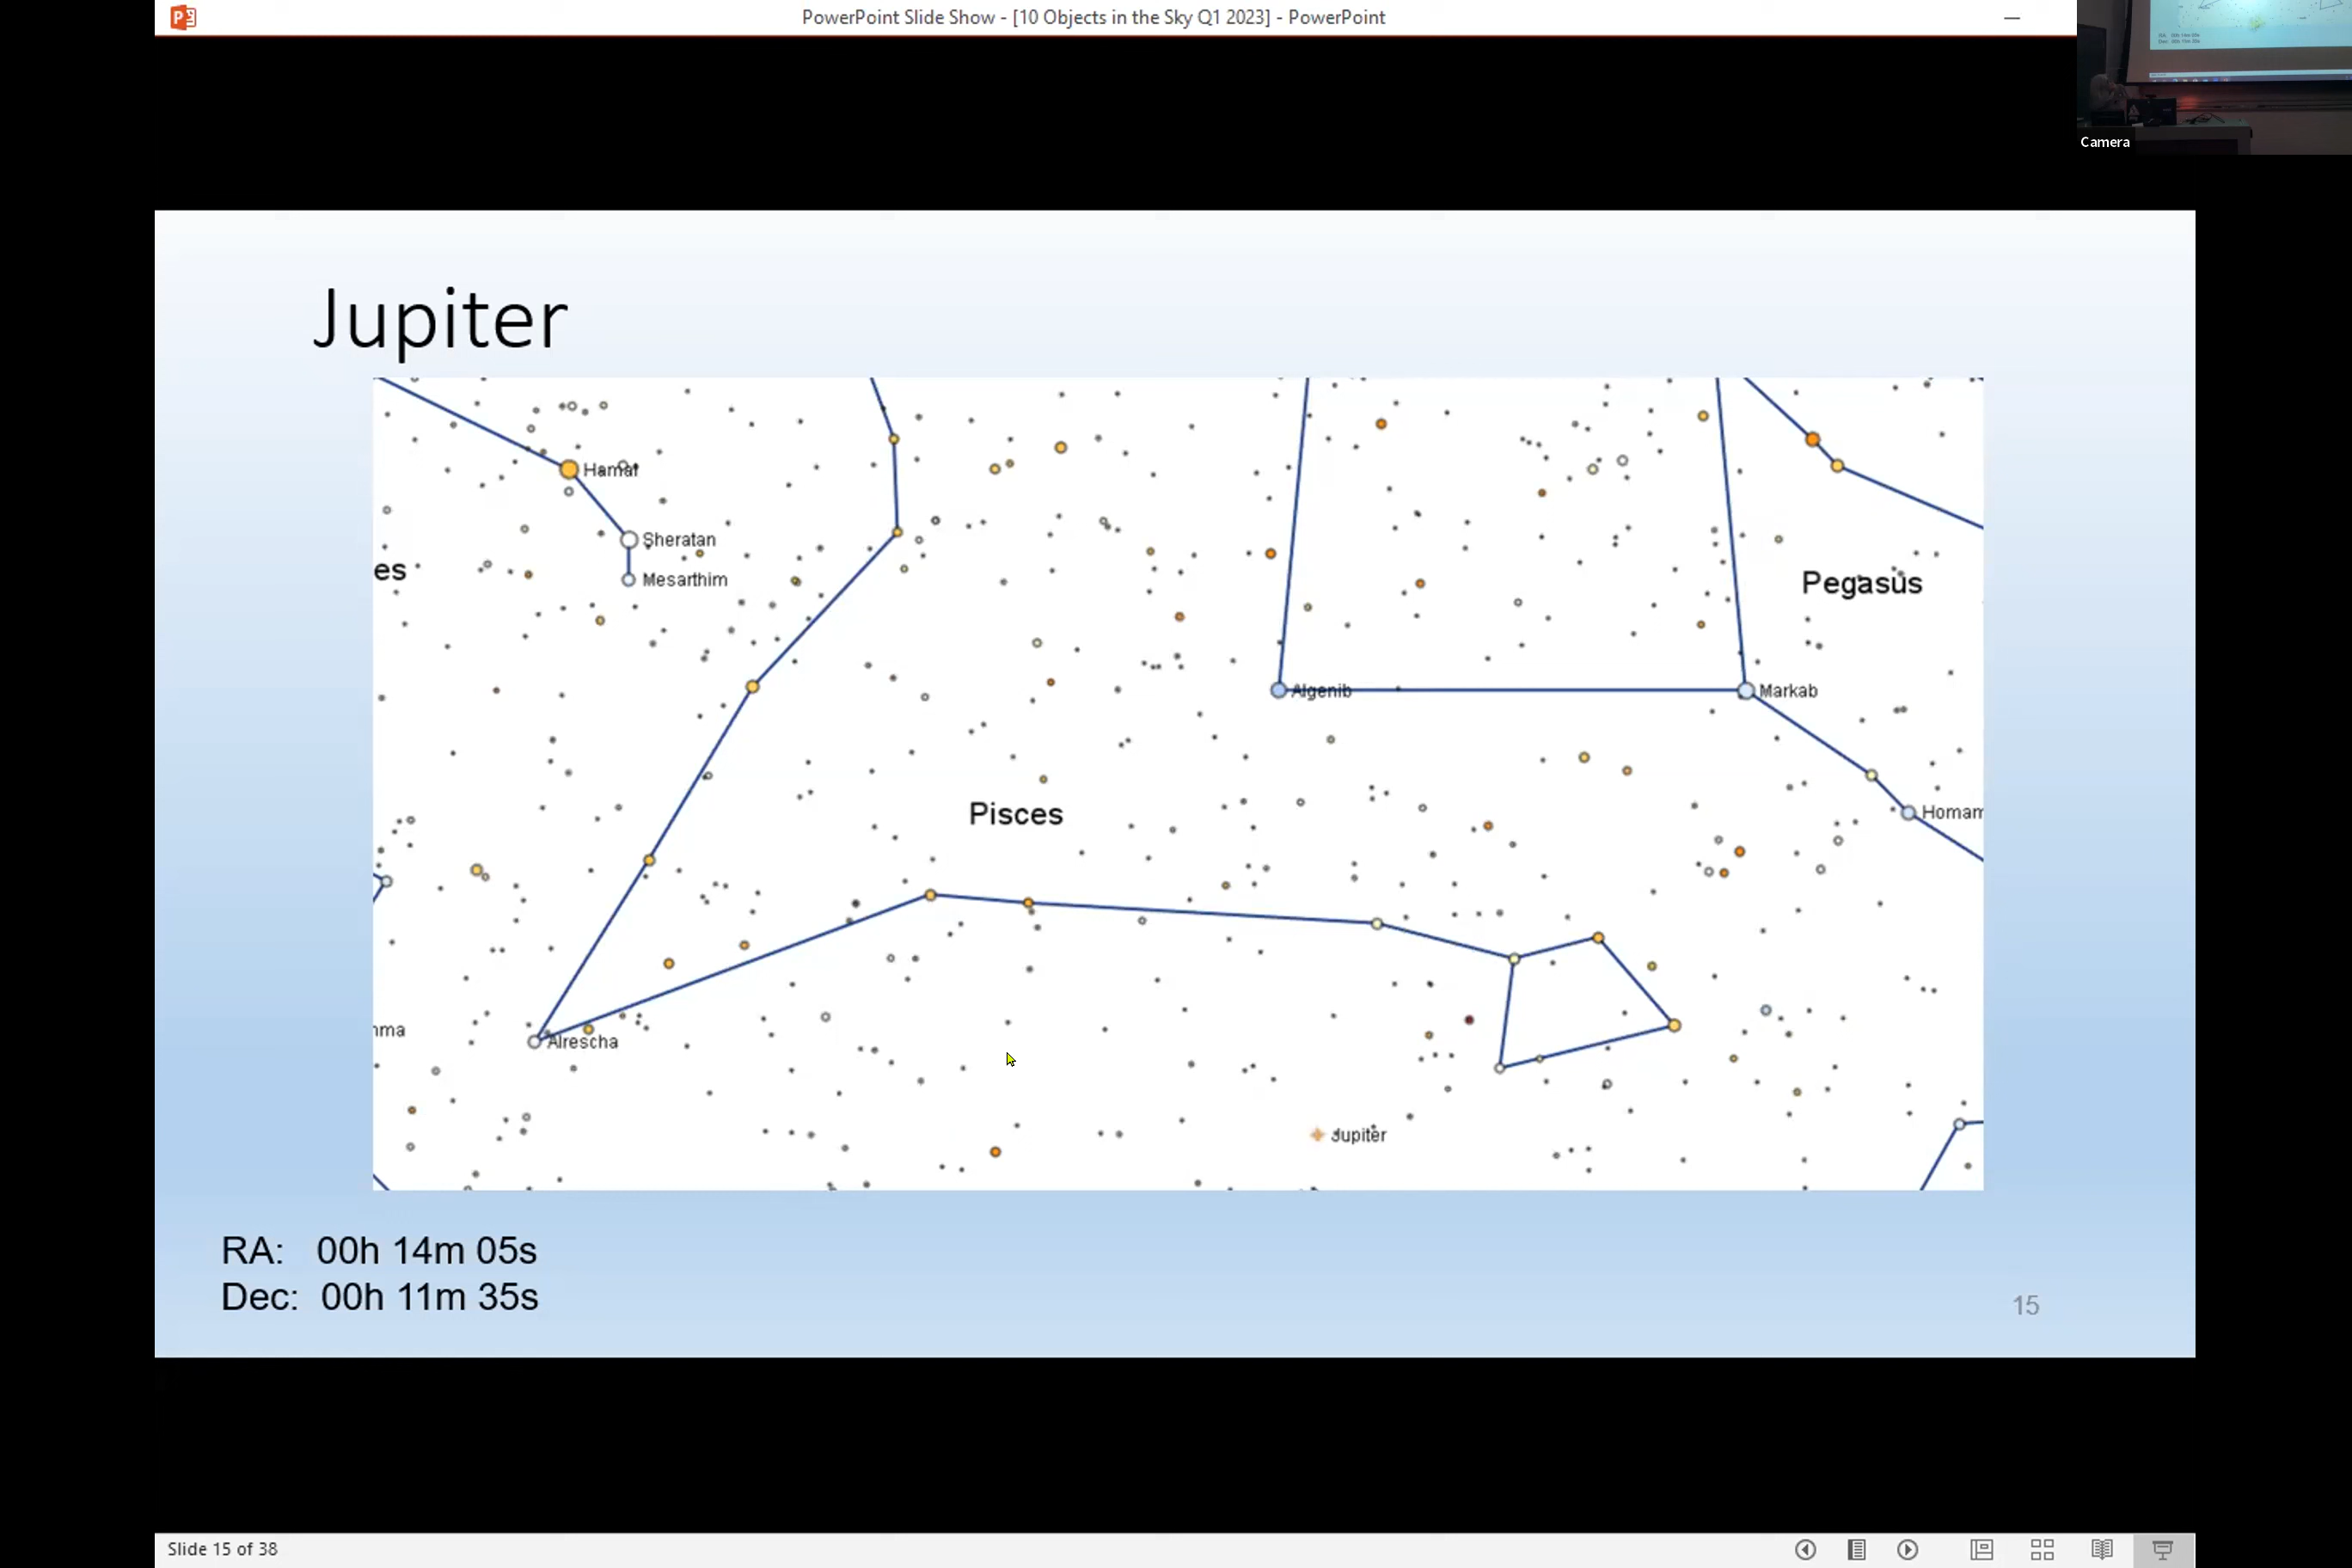 PowerPoint Slide Show - [10 Objects in the Sky Q1 2023] - PowerPoint
Camera
Jupiter
Hamal
Sheratan
Mesarthim
es
Pegasus
Algenib
Markab
Homam
Pisces
Alrescha
Jupiter
RA: 00h 14m 05s
Dec: 00h 11m 35s
15
Slide 15 of 38